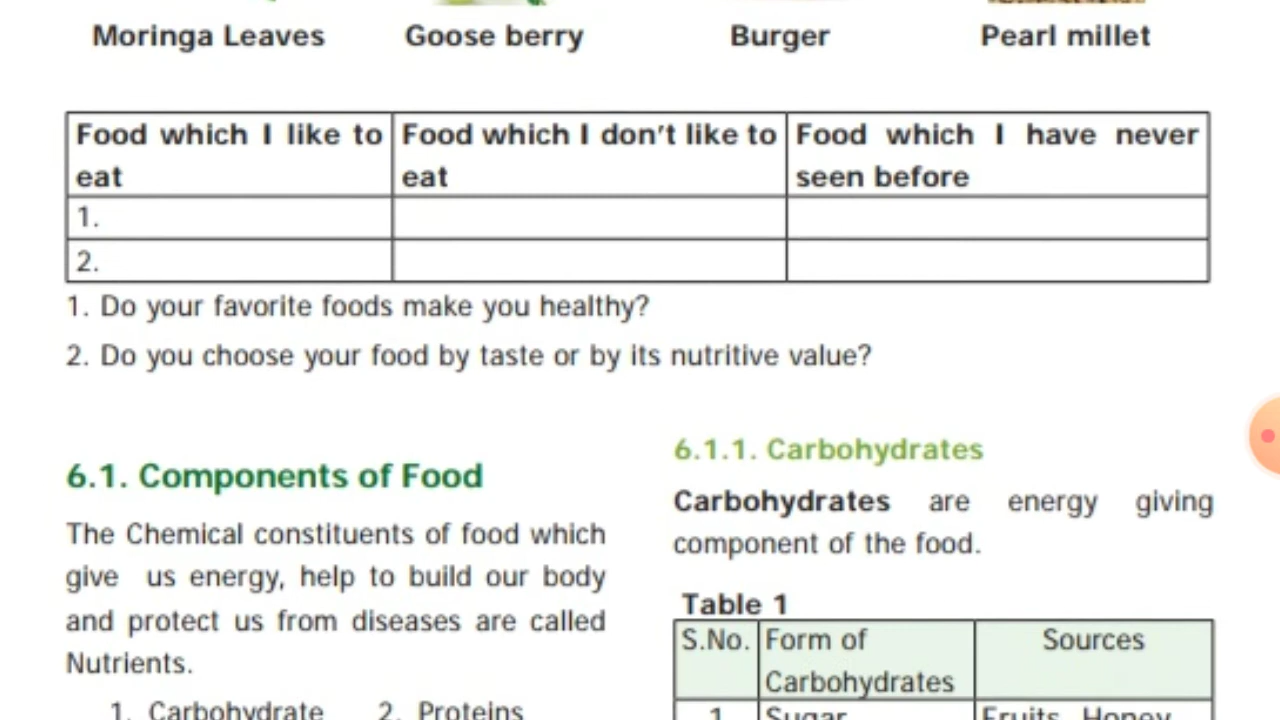 Moringa Leaves Goose berry Burger Pearl millet
Food which I like to eat Food which I don't like to eat Food which I have never seen before
1.
2.
1. Do your favorite foods make you healthy?
2. Do you choose your food by taste or by its nutritive value?
6.1. Components of Food
The Chemical constituents of food which
give us energy, help to build our body
and protect us from diseases are called
Nutrients.
1. Carbohydrate 2. Proteins
6.1.1. Carbohydrates
Carbohydrates are energy giving
component of the food.
Table 1
S.No. Form of Carbohydrates Sources
1 Sugar Fruits, Honey